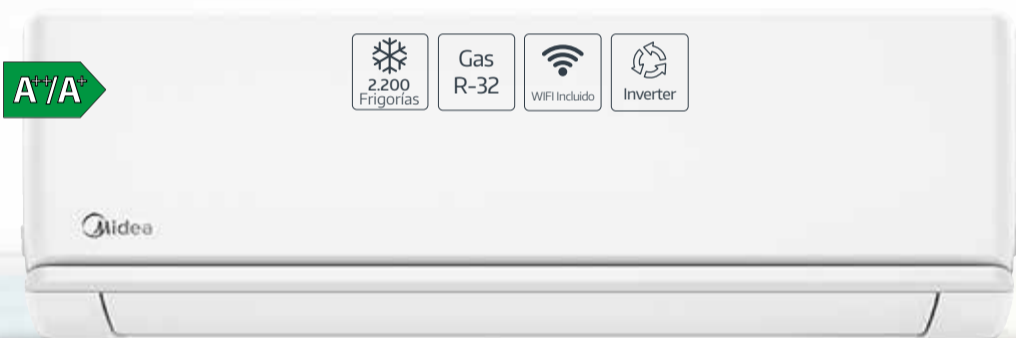 A++/A+
2.200
Frigorías
Gas
R-32
WIFI Incluido
Inverter
Midea